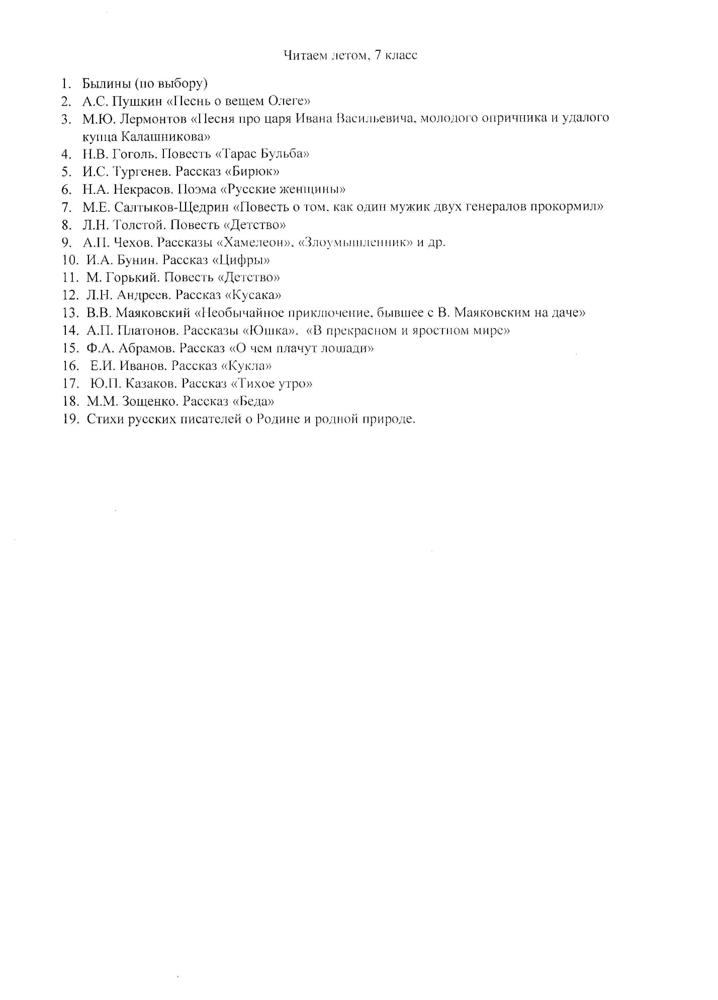 Читаем летом, 7 класс
1. Былины (по выбору)
2. А.С. Пушкин «Песнь о вещем Олеге»
3. М.Ю. Лермонтов «Песня про царя Ивана Васильевича, молодого опричника и удалого
купца Калашникова»
4. Н.В. Гоголь. Повесть «Тарас Бульба»
5. И.С. Тургенев. Рассказ «Бирюк»
6. Н.А. Некрасов. Поэма «Русские женщины»
7. М.Е. Салтыков-Щедрин «Повесть о том, как один мужик двух генералов прокормил»
8. Л.Н. Толстой. Повесть «Детство»
9. А.П. Чехов. Рассказы «Хамелеон», «Злоумышленник» и др.
10. И.А. Бунин. Рассказ «Цифры»
11. М. Горький. Повесть «Детство»
12. Л.Н. Андреев. Рассказ «Кусака»
13. В.В. Маяковский «Необычайное приключение, бывшее с В. Маяковским на даче»
14. А.П. Платонов. Рассказы «Юшка», «В прекрасном и яростном мире»
15. Ф.А. Абрамов. Рассказ «О чем плачут лошади»
16. Е.И. Иванов. Рассказ «Кукла»
17. Ю.П. Казаков. Рассказ «Тихое утро»
18. М.М. Зощенко. Рассказ «Беда»
19. Стихи русских писателей о Родине и родной природе.